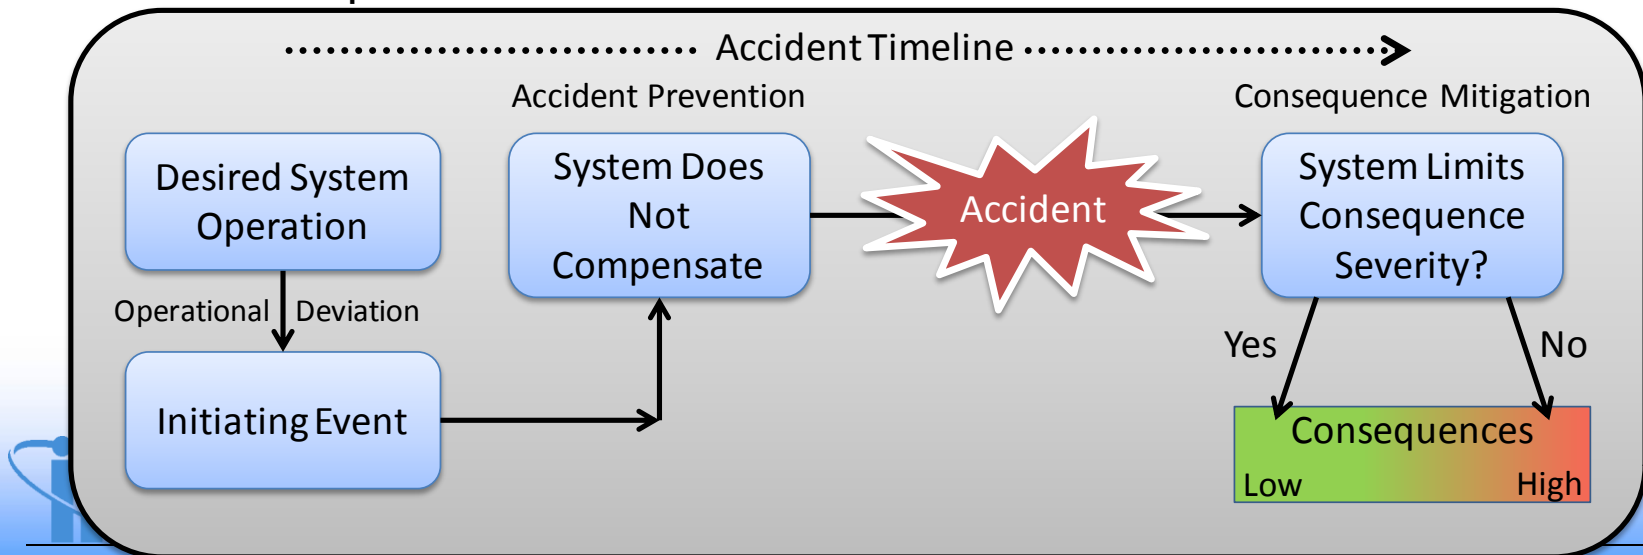 Accident Timeline
Accident Prevention
Consequence Mitigation
Desired System
Operation
System Does
Not
Compensate
Accident
System Limits
Consequence
Severity?
Operational Deviation
Initiating Event
Yes
No
Consequences
Low
High